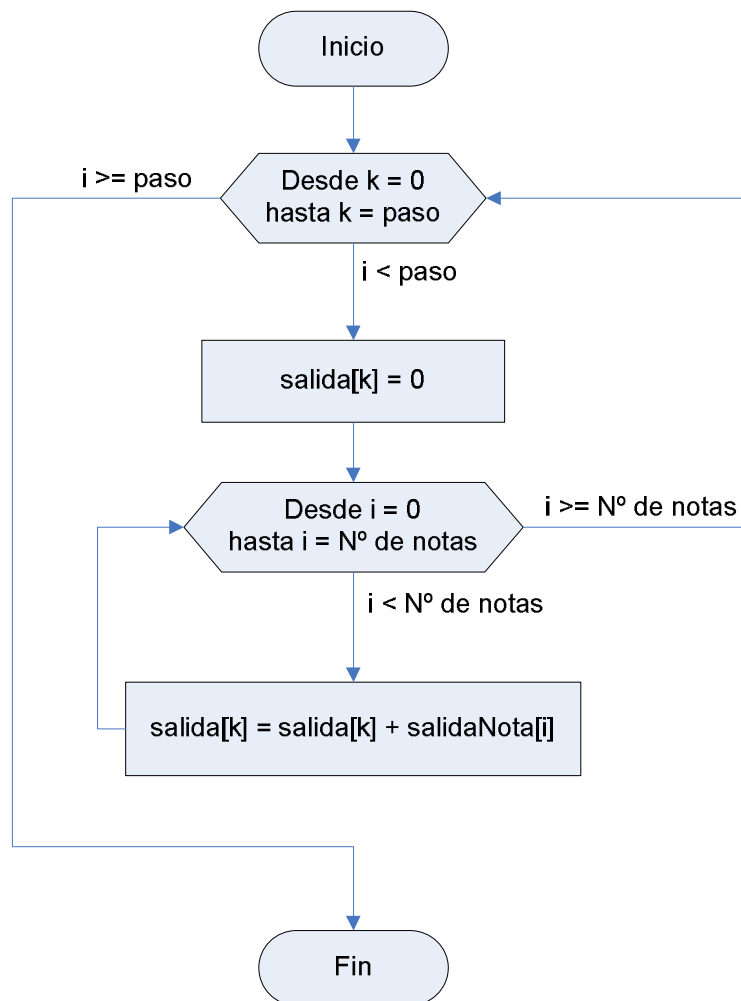 Inicio
i >= paso
Desde k = 0
hasta k = paso
i < paso
salida[k] = 0
Desde i = 0
hasta i = Nº de notas
i >= Nº de notas
i < Nº de notas
salida[k] = salida[k] + salidaNota[i]
Fin